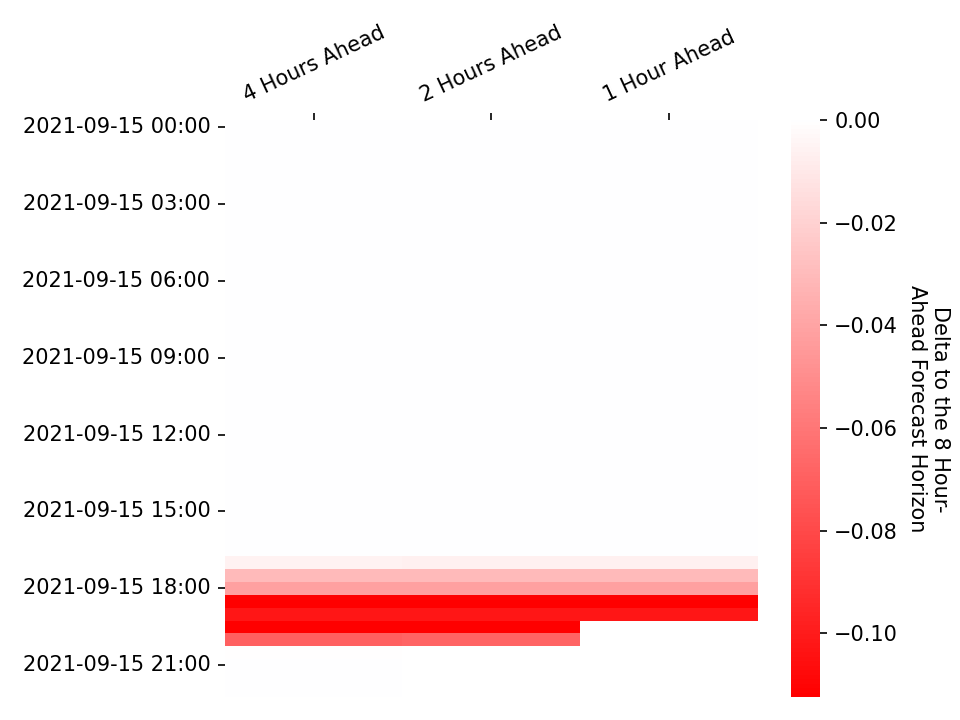 4 Hours Ahead
2 Hours Ahead
1 Hour Ahead
2021-09-15 00:00
2021-09-15 03:00
2021-09-15 06:00
2021-09-15 09:00
2021-09-15 12:00
2021-09-15 15:00
2021-09-15 18:00
2021-09-15 21:00
0.00
−0.02
−0.04
−0.06
−0.08
−0.10
Delta to the 8 Hour-
Ahead Forecast Horizon